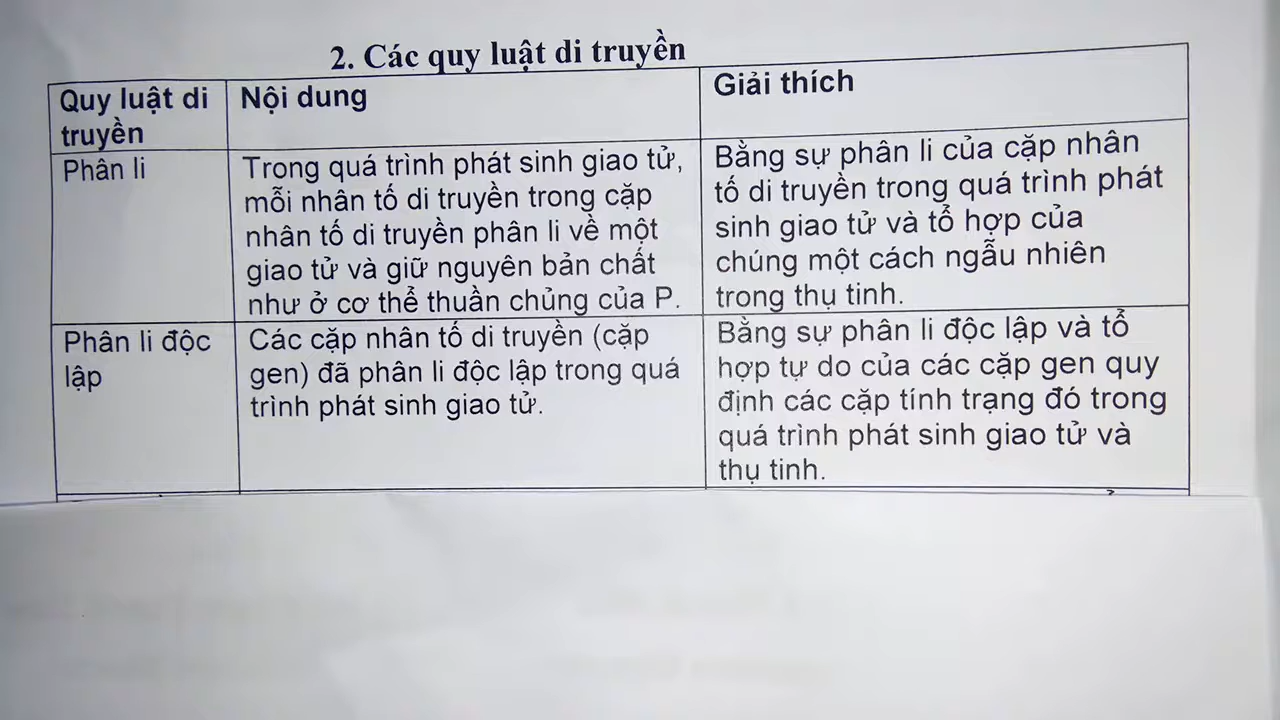 2. Các quy luật di truyền
Quy luật di
truyền
Nội dung
Giải thích
Phân li
Trong quá trình phát sinh giao tử,
mỗi nhân tố di truyền trong cặp
nhân tố di truyền phân li về một
giao tử và giữ nguyên bản chất
như ở cơ thể thuần chủng của P.
Bằng sự phân li của cặp nhân
tố di truyền trong quá trình phát
sinh giao tử và tổ hợp của
chúng một cách ngẫu nhiên
trong thụ tinh.
Phân li độc
lập
Các cặp nhân tố di truyền (cặp
gen) đã phân li độc lập trong quá
trình phát sinh giao tử.
Bằng sự phân li độc lập và tổ
hợp tự do của các cặp gen quy
định các cặp tính trạng đó trong
quá trình phát sinh giao tử và
thụ tinh.